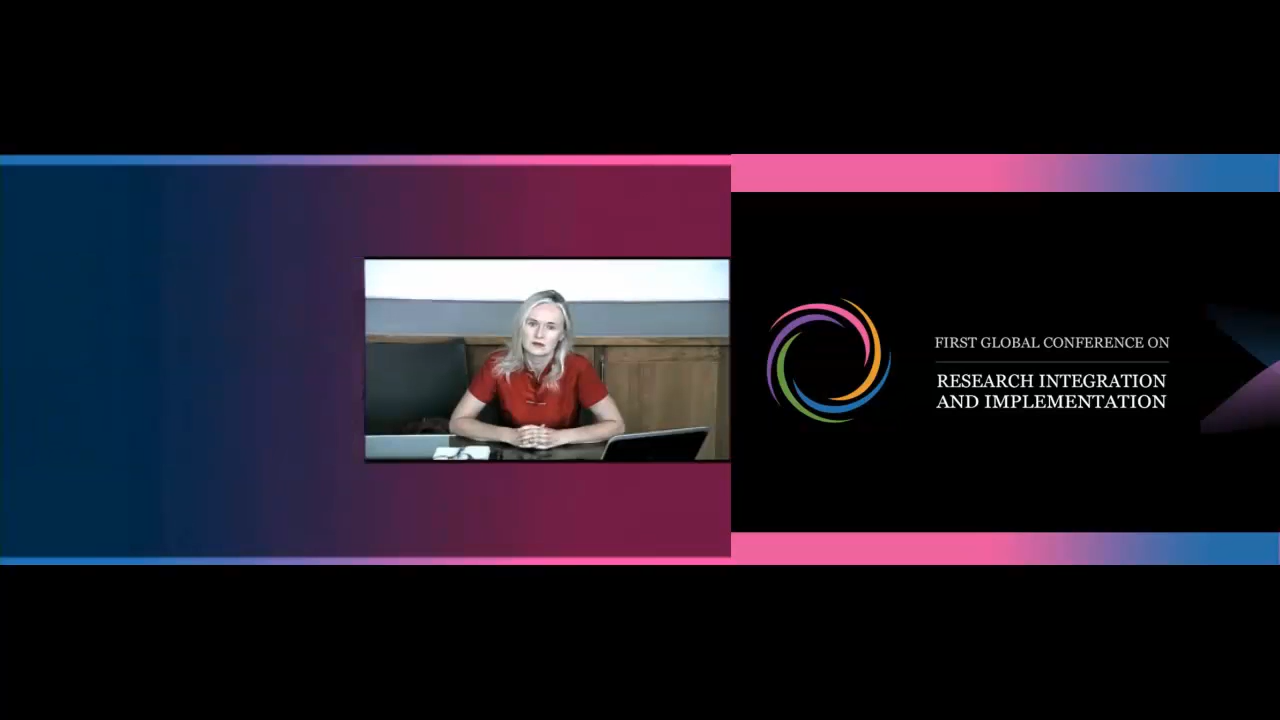 FIRST GLOBAL CONFERENCE ON
RESEARCH INTEGRATION
AND IMPLEMENTATION